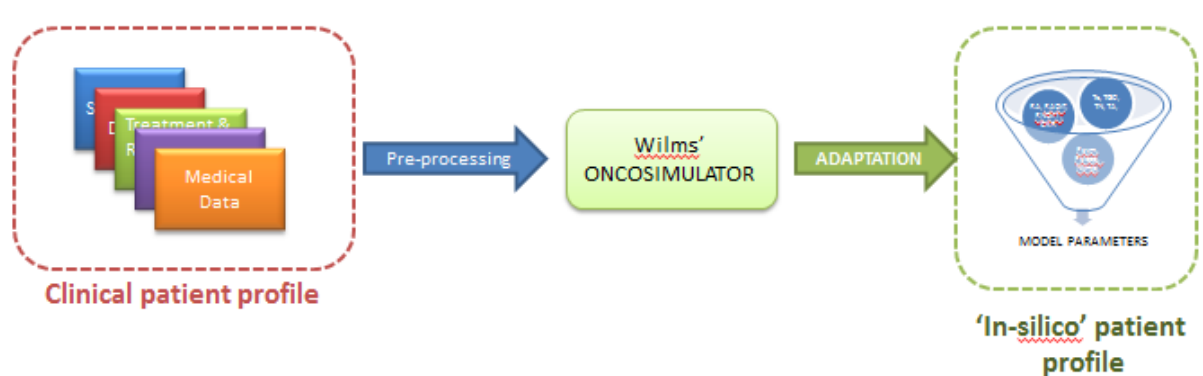 S
D
Treatment &
R
Medical
Data
Clinical patient profile
Pre-processing
Wilms’
ONCOSIMULATOR
ADAPTATION
MODEL PARAMETERS
‘In-silico’ patient
profile